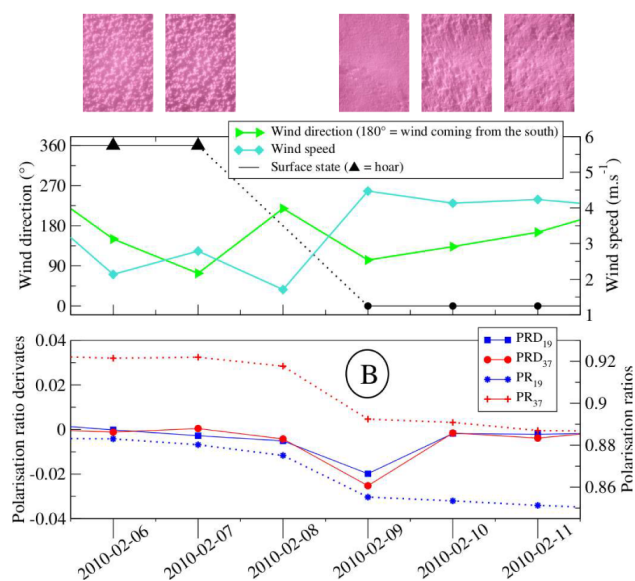 360
270
180
90
0
Wind direction (°)
Wind direction (180° = wind coming from the south)
Wind speed
Surface state (▲ = hoar)
6
5
4
3
2
1
Wind speed (m.s⁻¹)
0.04
0.02
0
-0.02
-0.04
Polarisation ratio derivates
B
PRD₁₉
PRD₃₇
PR₁₉
PR₃₇
0.92
0.9
0.88
0.86
Polarisation ratios
2010-02-06
2010-02-07
2010-02-08
2010-02-09
2010-02-10
2010-02-11